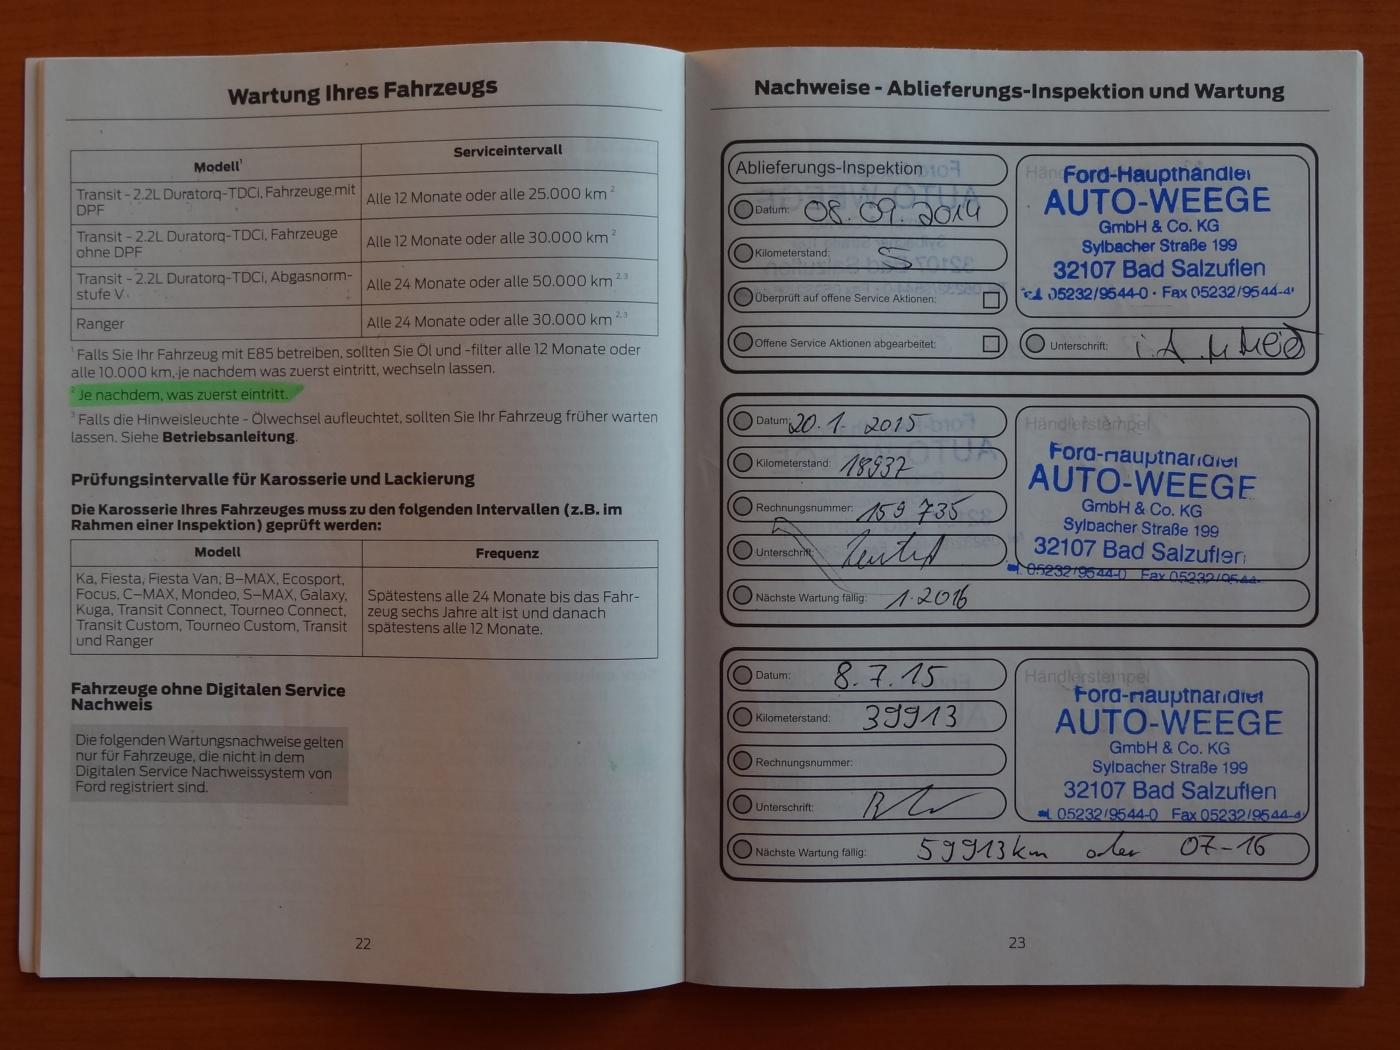 Wartung Ihres Fahrzeugs
Modell¹
Serviceintervall
Transit - 2.2L Duratorq-TDCi, Fahrzeuge mit
DPF
Alle 12 Monate oder alle 25.000 km ²
Transit - 2.2L Duratorq-TDCi, Fahrzeuge
ohne DPF
Alle 12 Monate oder alle 30.000 km ²
Transit - 2.2L Duratorq-TDCi, Abgasnorm-
stufe V
Alle 24 Monate oder alle 50.000 km ²,³
Ranger
Alle 24 Monate oder alle 30.000 km ²,³
¹ Falls Sie Ihr Fahrzeug mit E85 betreiben, sollten Sie Öl und -filter alle 12 Monate oder
alle 10.000 km, je nachdem was zuerst eintritt, wechseln lassen.
² Je nachdem, was zuerst eintritt.
³ Falls die Hinweisleuchte - Ölwechsel aufleuchtet, sollten Sie Ihr Fahrzeug früher warten
lassen. Siehe Betriebsanleitung.
Prüfungsintervalle für Karosserie und Lackierung
Die Karosserie Ihres Fahrzeuges muss zu den folgenden Intervallen (z.B. im
Rahmen einer Inspektion) geprüft werden:
Modell
Frequenz
Ka, Fiesta, Fiesta Van, B-MAX, Ecosport,
Focus, C-MAX, Mondeo, S-MAX, Galaxy,
Kuga, Transit Connect, Tourneo Connect,
Transit Custom, Tourneo Custom, Transit
und Ranger
Spätestens alle 24 Monate bis das Fahr-
zeug sechs Jahre alt ist und danach
spätestens alle 12 Monate.
Fahrzeuge ohne Digitalen Service
Nachweis
Die folgenden Wartungsnachweise gelten
nur für Fahrzeuge, die nicht in dem
Digitalen Service Nachweissystem von
Ford registriert sind.
22
Nachweise - Ablieferungs-Inspektion und Wartung
Ablieferungs-Inspektion
Datum: 08.09.2014
Kilometerstand: 5
Überprüft auf offene Service Aktionen:
Offene Service Aktionen abgearbeitet:
Ford-Haupthändler
AUTO-WEEGE
GmbH & Co. KG
Sylbacher Straße 199
32107 Bad Salzuflen
Tel. 05232/9544-0 · Fax 05232/9544-4
Unterschrift: i.A.
Datum: 20.1.2015
Kilometerstand: 18937
Rechnungsnummer: 159 735
Unterschrift:
Nächste Wartung fällig: 1.2016
Händlerstempel
Ford-Haupthändler
AUTO-WEEGE
GmbH & Co. KG
Sylbacher Straße 199
32107 Bad Salzuflen
05232/9544-0 Fax 05232/9544-
Datum: 8.7.15
Kilometerstand: 39913
Rechnungsnummer:
Unterschrift:
Nächste Wartung fällig: 59913 km oder 07-16
Händlerstempel
Ford-Haupthändler
AUTO-WEEGE
GmbH & Co. KG
Sylbacher Straße 199
32107 Bad Salzuflen
05232/9544-0 Fax 05232/9544-4
23